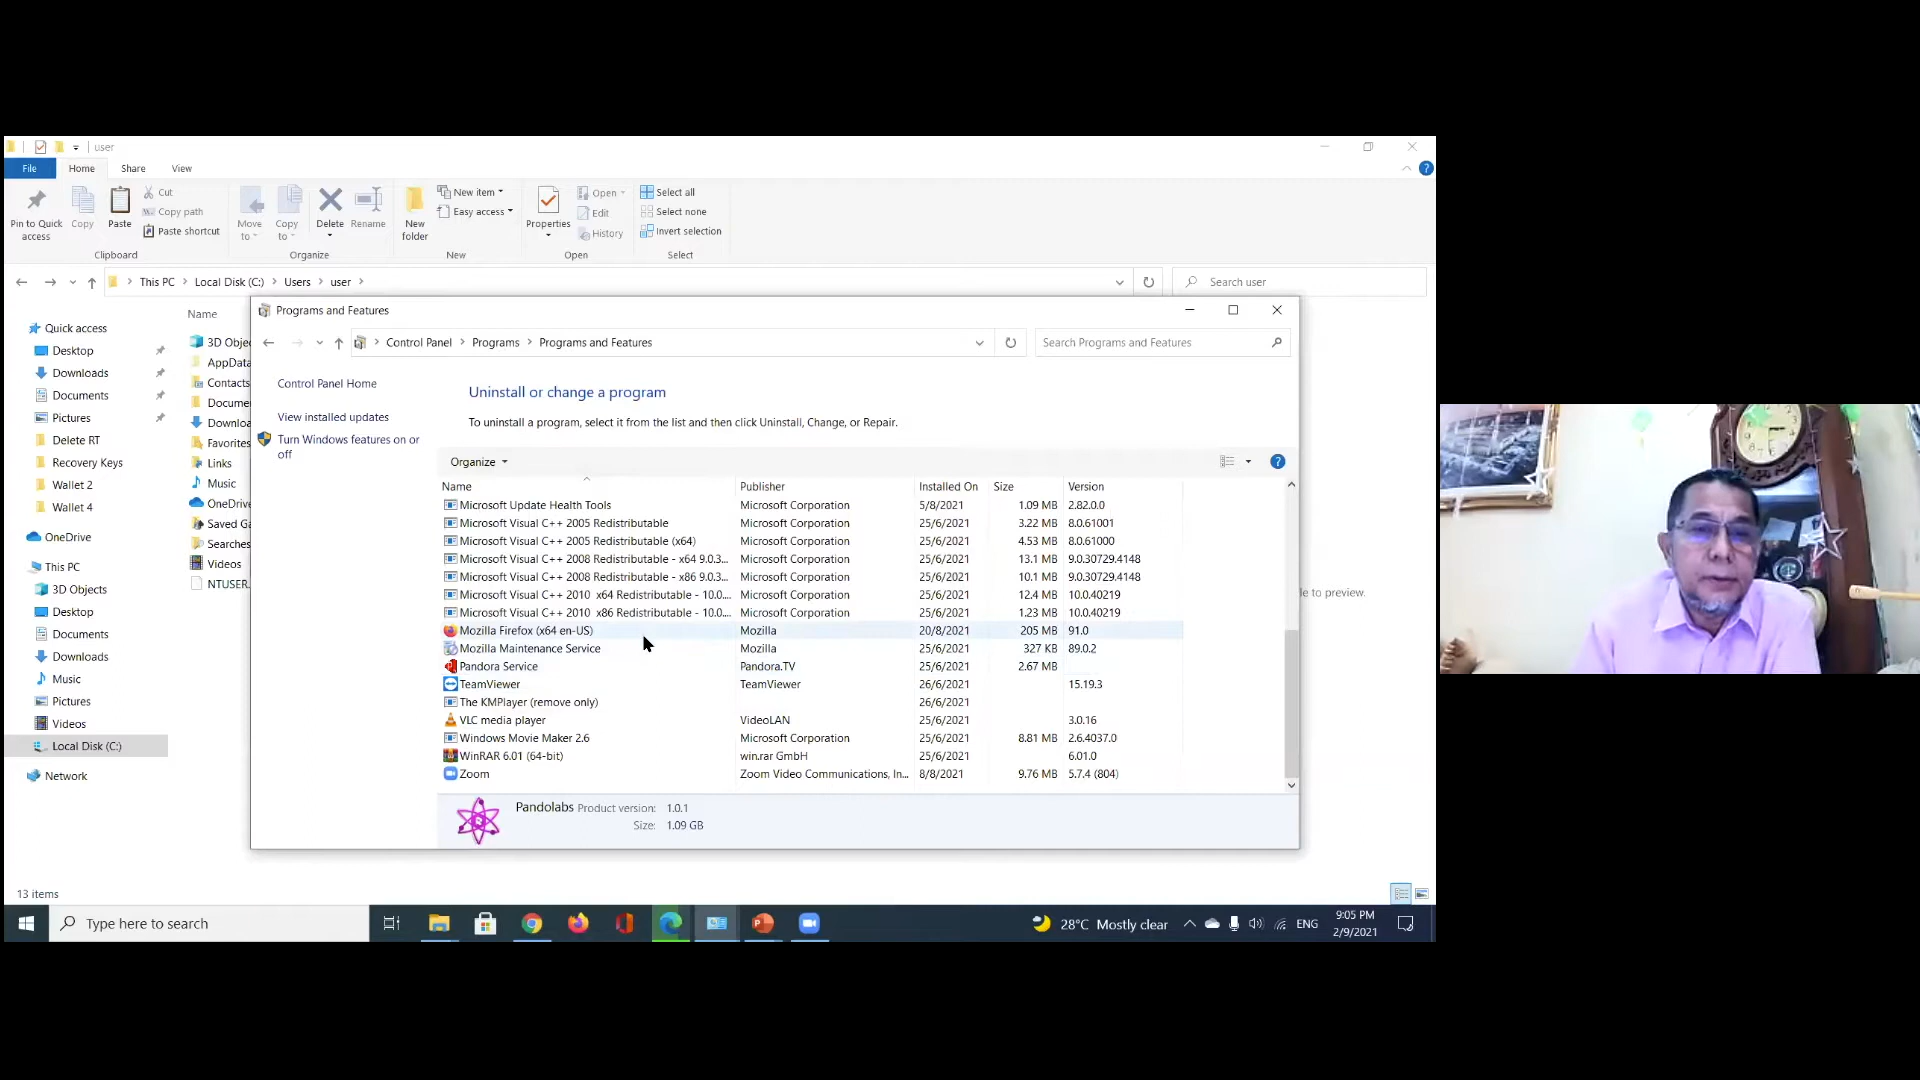 user
File Home Share View
Pin to Quick access
Copy
Paste
Cut
Copy path
Paste shortcut
Clipboard
Move to
Copy to
Delete
Rename
Organize
New folder
New item
Easy access
New
Properties
Open
Edit
History
Open
Select all
Select none
Invert selection
Select
This PC > Local Disk (C:) > Users > user >
Search user
Quick access
Desktop
Downloads
Documents
Pictures
Delete RT
Recovery Keys
Wallet 2
Wallet 4
OneDrive
This PC
3D Objects
Desktop
Documents
Downloads
Music
Pictures
Videos
Local Disk (C:)
Network
Name
3D Obje
AppData
Contacts
Docume
Downloa
Favorites
Links
Music
OneDrive
Saved Ga
Searches
Videos
NTUSER.
le to preview.
Programs and Features
Control Panel > Programs > Programs and Features
Search Programs and Features
Control Panel Home
View installed updates
Turn Windows features on or
off
Uninstall or change a program
To uninstall a program, select it from the list and then click Uninstall, Change, or Repair.
Organize
Name Publisher Installed On Size Version
Microsoft Update Health Tools Microsoft Corporation 5/8/2021 1.09 MB 2.82.0.0
Microsoft Visual C++ 2005 Redistributable Microsoft Corporation 25/6/2021 3.22 MB 8.0.61001
Microsoft Visual C++ 2005 Redistributable (x64) Microsoft Corporation 25/6/2021 4.53 MB 8.0.61000
Microsoft Visual C++ 2008 Redistributable - x64 9.0.3... Microsoft Corporation 25/6/2021 13.1 MB 9.0.30729.4148
Microsoft Visual C++ 2008 Redistributable - x86 9.0.3... Microsoft Corporation 25/6/2021 10.1 MB 9.0.30729.4148
Microsoft Visual C++ 2010 x64 Redistributable - 10.0.... Microsoft Corporation 25/6/2021 12.4 MB 10.0.40219
Microsoft Visual C++ 2010 x86 Redistributable - 10.0.... Microsoft Corporation 25/6/2021 1.23 MB 10.0.40219
Mozilla Firefox (x64 en-US) Mozilla 20/8/2021 205 MB 91.0
Mozilla Maintenance Service Mozilla 25/6/2021 327 KB 89.0.2
Pandora Service Pandora.TV 25/6/2021 2.67 MB
TeamViewer TeamViewer 26/6/2021 15.19.3
The KMPlayer (remove only) 26/6/2021
VLC media player VideoLAN 25/6/2021 3.0.16
Windows Movie Maker 2.6 Microsoft Corporation 25/6/2021 8.81 MB 2.6.4037.0
WinRAR 6.01 (64-bit) win.rar GmbH 25/6/2021 6.01.0
Zoom Zoom Video Communications, In... 8/8/2021 9.76 MB 5.7.4 (804)
Pandolabs Product version: 1.0.1
Size: 1.09 GB
13 items
Type here to search
28°C Mostly clear
ENG
9:05 PM
2/9/2021